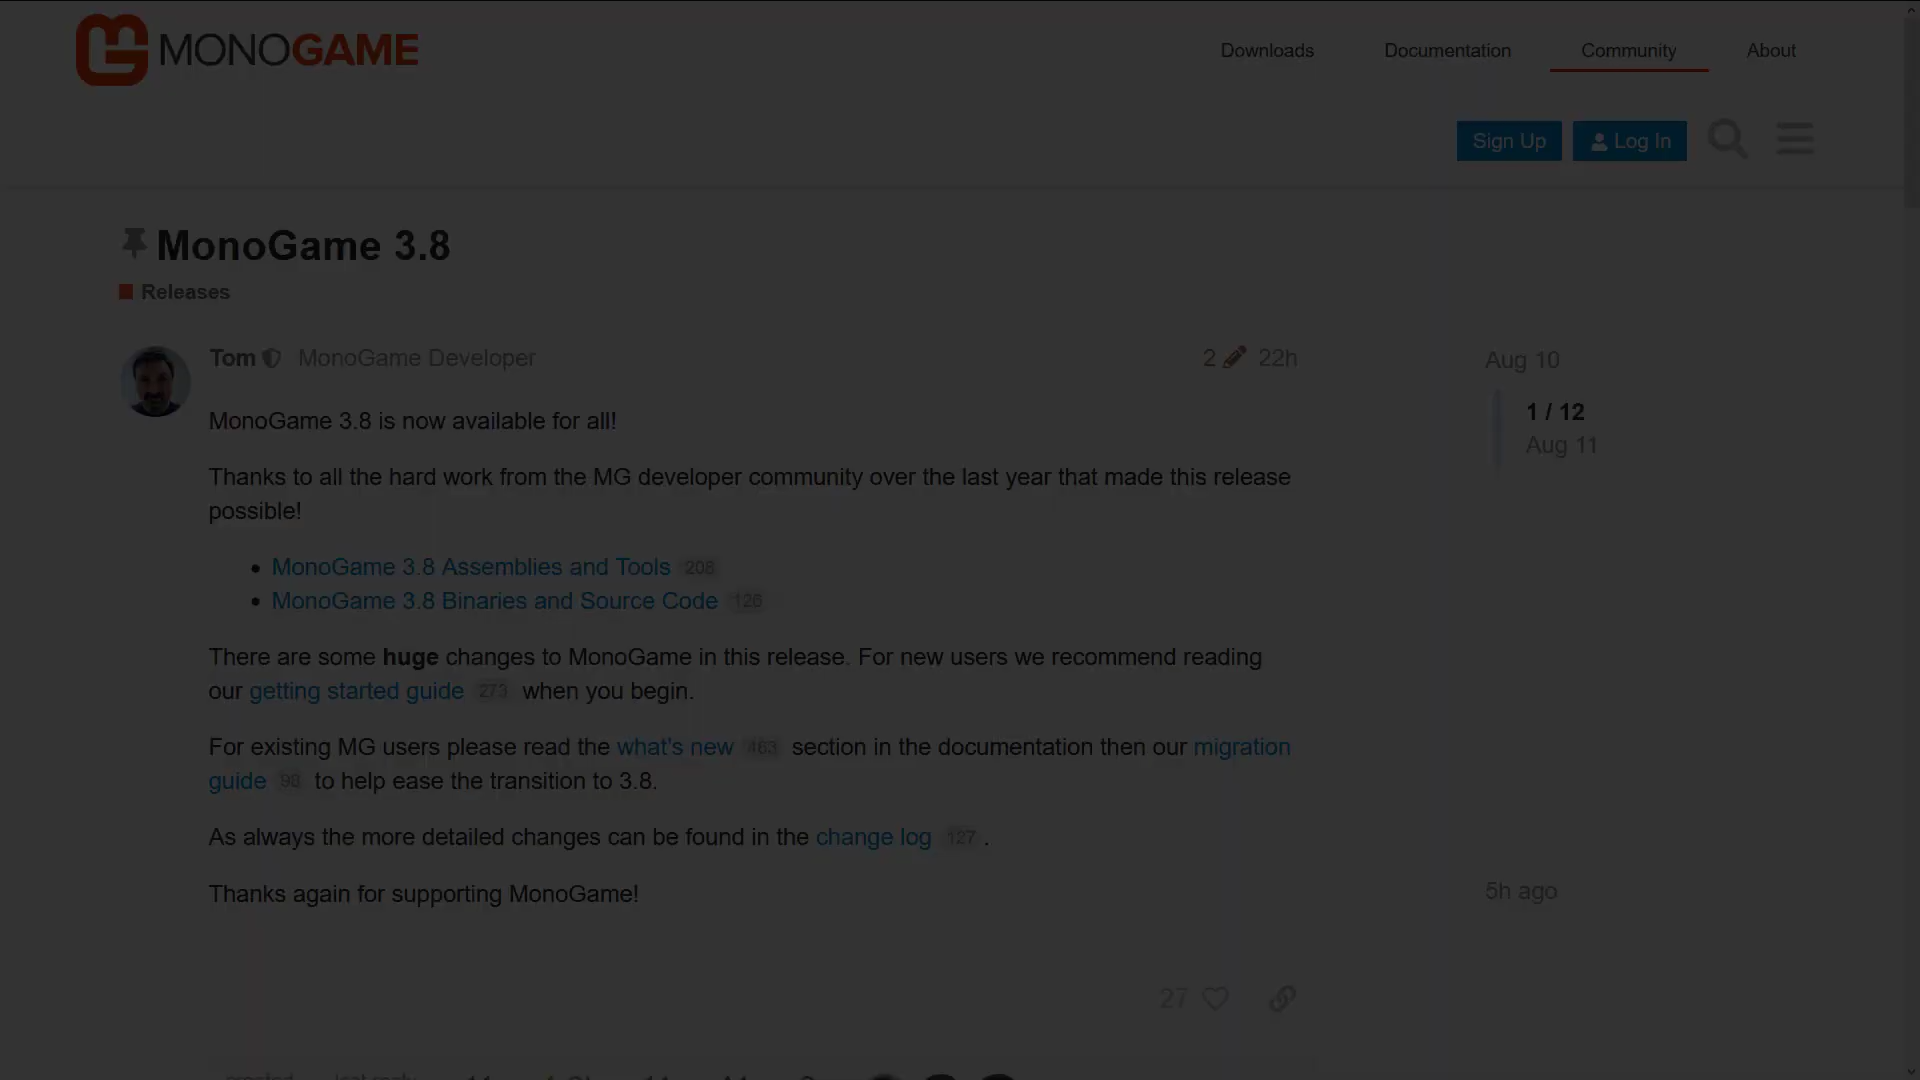 MONOGAME
Downloads Documentation Community About
Sign Up Log In
MonoGame 3.8
Releases
Tom MonoGame Developer 2 22h
Aug 10
1 / 12
Aug 11
MonoGame 3.8 is now available for all!
Thanks to all the hard work from the MG developer community over the last year that made this release
possible!
• MonoGame 3.8 Assemblies and Tools 208
• MonoGame 3.8 Binaries and Source Code 126
There are some huge changes to MonoGame in this release. For new users we recommend reading
our getting started guide 273 when you begin.
For existing MG users please read the what's new 463 section in the documentation then our migration
guide 98 to help ease the transition to 3.8.
As always the more detailed changes can be found in the change log 127 .
Thanks again for supporting MonoGame!
5h ago
27